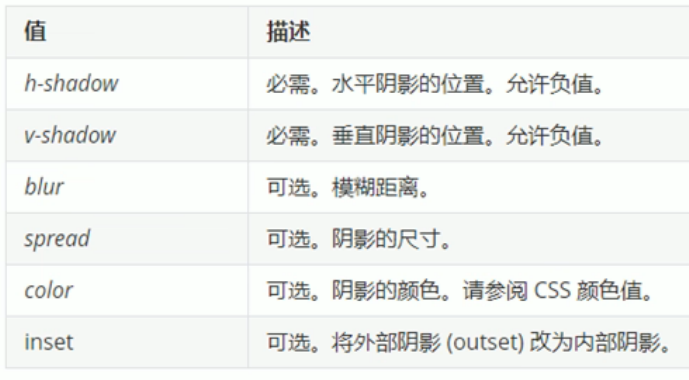 值 描述
h-shadow 必需。水平阴影的位置。允许负值。
v-shadow 必需。垂直阴影的位置。允许负值。
blur 可选。模糊距离。
spread 可选。阴影的尺寸。
color 可选。阴影的颜色。请参阅 CSS 颜色值。
inset 可选。将外部阴影 (outset) 改为内部阴影。